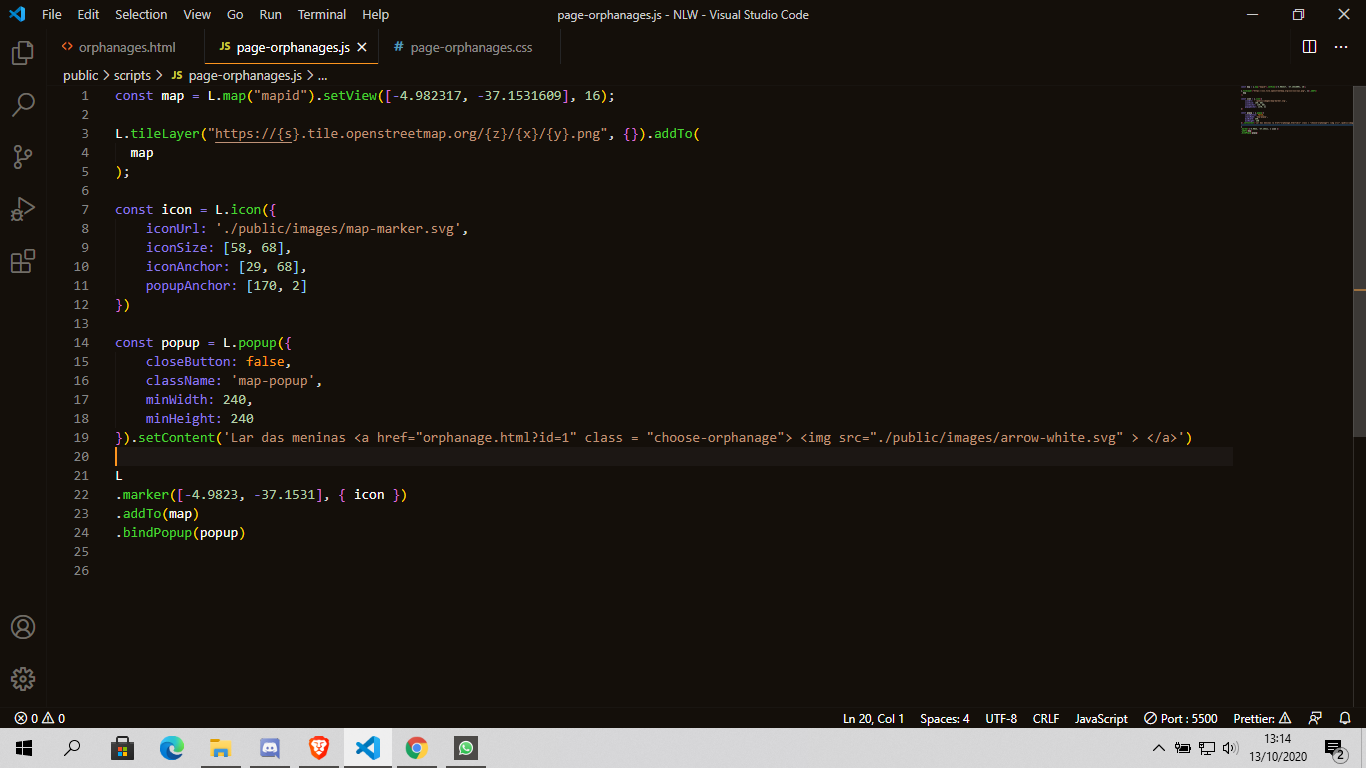 File Edit Selection View Go Run Terminal Help page-orphanages.js - NLW - Visual Studio Code
<> orphanages.html JS page-orphanages.js # page-orphanages.css
public > scripts > JS page-orphanages.js > ...
1 const map = L.map("mapid").setView([-4.982317, -37.1531609], 16);
2
3 L.tileLayer("https://{s}.tile.openstreetmap.org/{z}/{x}/{y}.png", {}).addTo(
4 map
5 );
6
7 const icon = L.icon({
8 iconUrl: './public/images/map-marker.svg',
9 iconSize: [58, 68],
10 iconAnchor: [29, 68],
11 popupAnchor: [170, 2]
12 })
13
14 const popup = L.popup({
15 closeButton: false,
16 className: 'map-popup',
17 minWidth: 240,
18 minHeight: 240
19 }).setContent('Lar das meninas <a href="orphanage.html?id=1" class = "choose-orphanage"> <img src="./public/images/arrow-white.svg" > </a>')
20
21 L
22 .marker([-4.9823, -37.1531], { icon })
23 .addTo(map)
24 .bindPopup(popup)
25
26
0 0 Ln 20, Col 1 Spaces: 4 UTF-8 CRLF JavaScript Port : 5500 Prettier:
13:14
13/10/2020
2